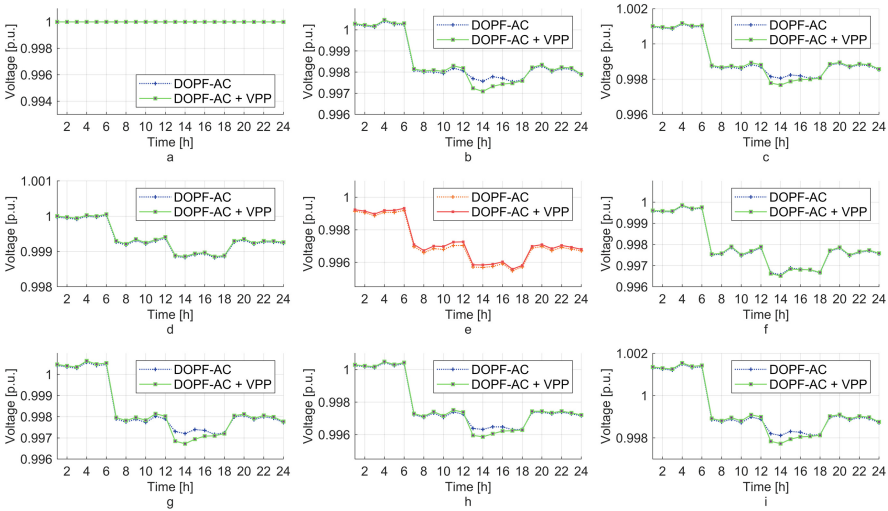 Voltage [p.u.]
1
0.998
0.996
0.994
DOPF-AC
DOPF-AC + VPP
2 4 6 8 10 12 14 16 18 20 22 24
Time [h]
a
Voltage [p.u.]
1
0.999
0.998
0.997
0.996
DOPF-AC
DOPF-AC + VPP
2 4 6 8 10 12 14 16 18 20 22 24
Time [h]
b
Voltage [p.u.]
1.002
1
0.998
0.996
DOPF-AC
DOPF-AC + VPP
2 4 6 8 10 12 14 16 18 20 22 24
Time [h]
c
Voltage [p.u.]
1.001
1
0.999
0.998
DOPF-AC
DOPF-AC + VPP
2 4 6 8 10 12 14 16 18 20 22 24
Time [h]
d
Voltage [p.u.]
1
0.998
0.996
DOPF-AC
DOPF-AC + VPP
2 4 6 8 10 12 14 16 18 20 22 24
Time [h]
e
Voltage [p.u.]
1
0.999
0.998
0.997
0.996
DOPF-AC
DOPF-AC + VPP
2 4 6 8 10 12 14 16 18 20 22 24
Time [h]
f
Voltage [p.u.]
1
0.999
0.998
0.997
0.996
DOPF-AC
DOPF-AC + VPP
2 4 6 8 10 12 14 16 18 20 22 24
Time [h]
g
Voltage [p.u.]
1
0.998
0.996
DOPF-AC
DOPF-AC + VPP
2 4 6 8 10 12 14 16 18 20 22 24
Time [h]
h
Voltage [p.u.]
1.002
1
0.998
DOPF-AC
DOPF-AC + VPP
2 4 6 8 10 12 14 16 18 20 22 24
Time [h]
i